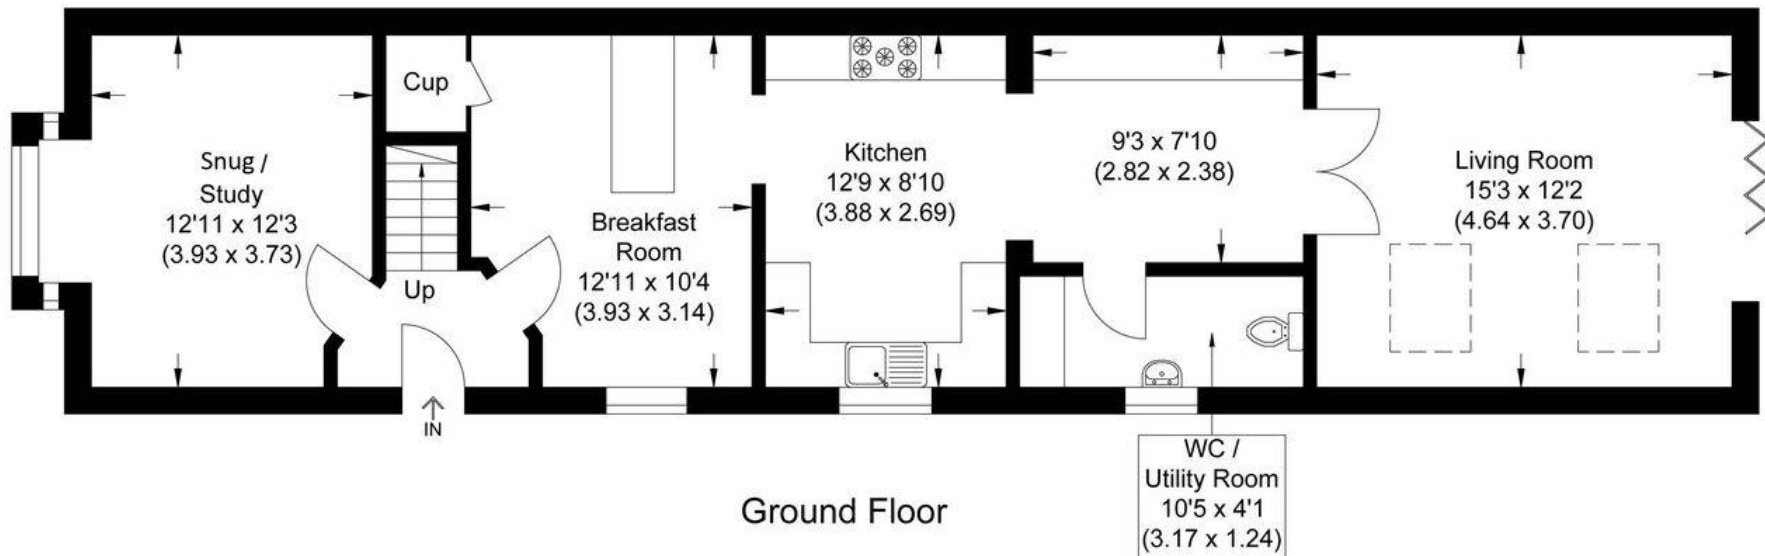 Snug /
Study
12'11 x 12'3
(3.93 x 3.73)
Cup
Up
IN
Breakfast
Room
12'11 x 10'4
(3.93 x 3.14)
Kitchen
12'9 x 8'10
(3.88 x 2.69)
9'3 x 7'10
(2.82 x 2.38)
Living Room
15'3 x 12'2
(4.64 x 3.70)
WC /
Utility Room
10'5 x 4'1
(3.17 x 1.24)
Ground Floor